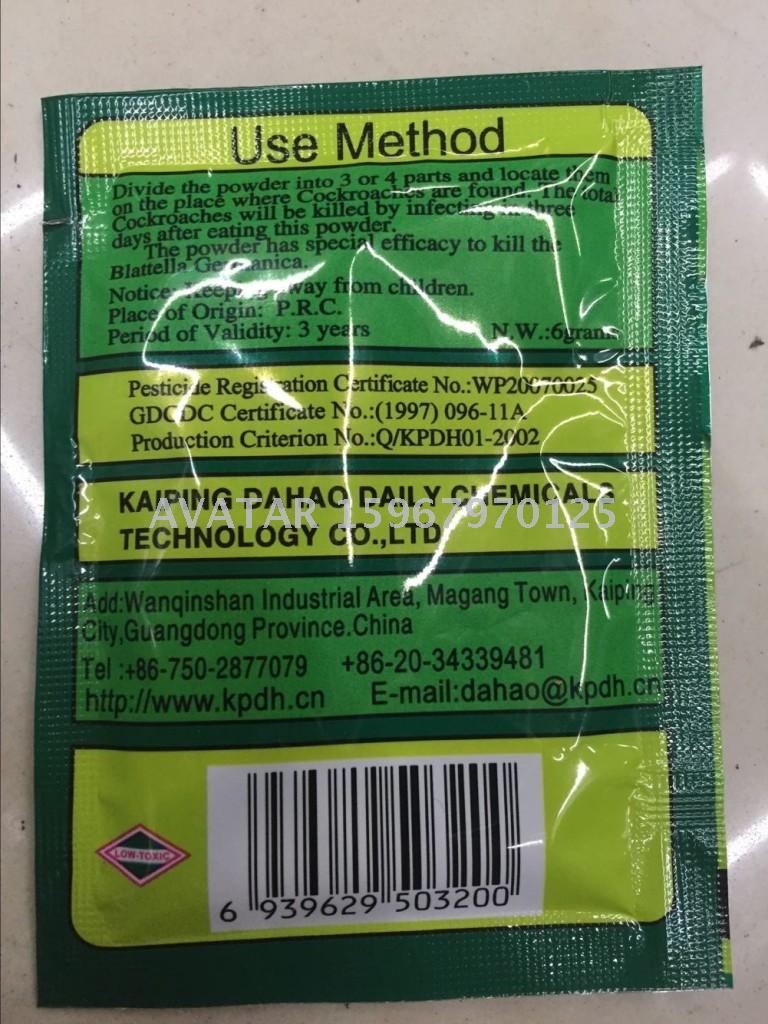 Use Method
Divide the powder into 3 or 4 parts and locate them
on the place where Cockroaches are found. The total
Cockroaches will be killed by infecting in three
days after eating this powder.
The powder has special efficacy to kill the
Blattella Germanica.
Notice: Keeping away from children.
Place of Origin: P.R.C.
Period of Validity: 3 years N.W.:6grams
Pesticide Registration Certificate No.:WP20070025
GDCDC Certificate No.:(1997) 096-11A
Production Criterion No.:Q/KPDH01-2002
KAIPING DAHAO DAILY CHEMICALS
AVATAR 15967970125
TECHNOLOGY CO.,LTD
Add:Wanqinshan Industrial Area, Magang Town, Kaiping
City,Guangdong Province.China
Tel :+86-750-2877079 +86-20-34339481
http://www.kpdh.cn E-mail:dahao@kpdh.cn
LOW-TOXIC
6 939629 503200